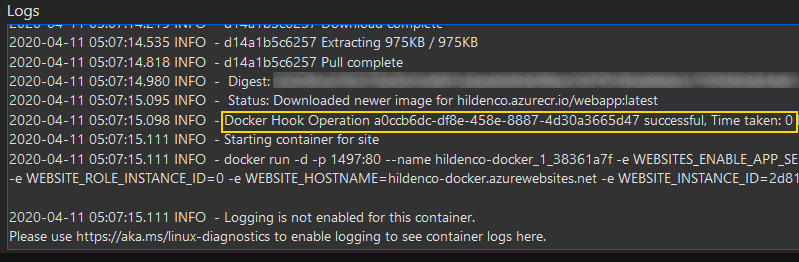 Logs
2020-04-11 05:07:14.219 INFO - d14a1b5c6257 Download complete
2020-04-11 05:07:14.535 INFO - d14a1b5c6257 Extracting 975KB / 975KB
2020-04-11 05:07:14.818 INFO - d14a1b5c6257 Pull complete
2020-04-11 05:07:14.980 INFO - Digest:
2020-04-11 05:07:15.095 INFO - Status: Downloaded newer image for hildenco.azurecr.io/webapp:latest
2020-04-11 05:07:15.098 INFO - Docker Hook Operation a0ccb6dc-df8e-458e-8887-4d30a3665d47 successful, Time taken: 0
2020-04-11 05:07:15.111 INFO - Starting container for site
2020-04-11 05:07:15.111 INFO - docker run -d -p 1497:80 --name hildenco-docker_1_38361a7f -e WEBSITES_ENABLE_APP_SE
-e WEBSITE_ROLE_INSTANCE_ID=0 -e WEBSITE_HOSTNAME=hildenco-docker.azurewebsites.net -e WEBSITE_INSTANCE_ID=2d81
2020-04-11 05:07:15.111 INFO - Logging is not enabled for this container.
Please use https://aka.ms/linux-diagnostics to enable logging to see container logs here.